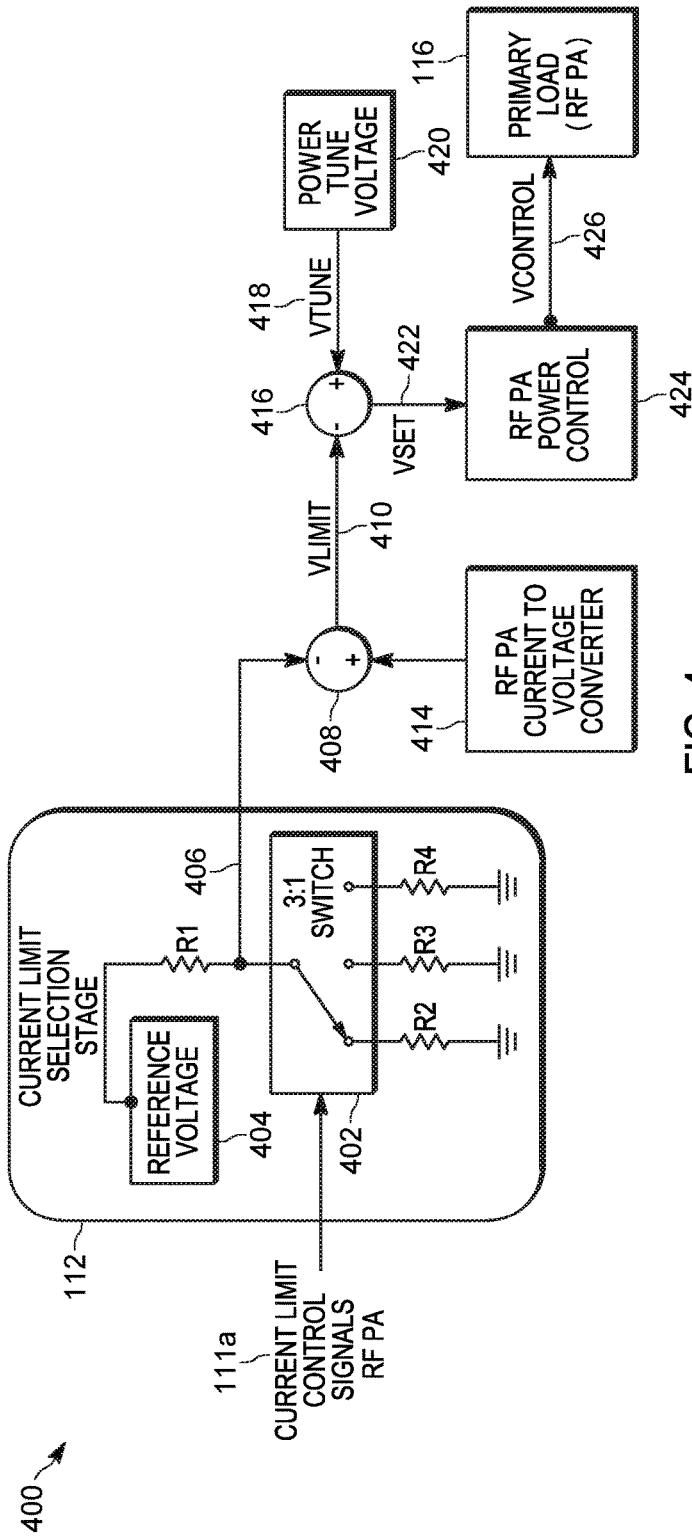 400
111a
CURRENT LIMIT
CONTROL
SIGNALS
RF PA
112
CURRENT LIMIT
SELECTION
STAGE
REFERENCE
VOLTAGE
404
R1
406
3:1
SWITCH
402
R2
R3
R4
-
+
408
RF PA
CURRENT TO
VOLTAGE
CONVERTER
414
VLIMIT
410
-
+
416
VTUNE
418
POWER
TUNE
VOLTAGE
420
VSET
422
RF PA
POWER
CONTROL
424
VCONTROL
426
PRIMARY
LOAD
(RF PA)
116